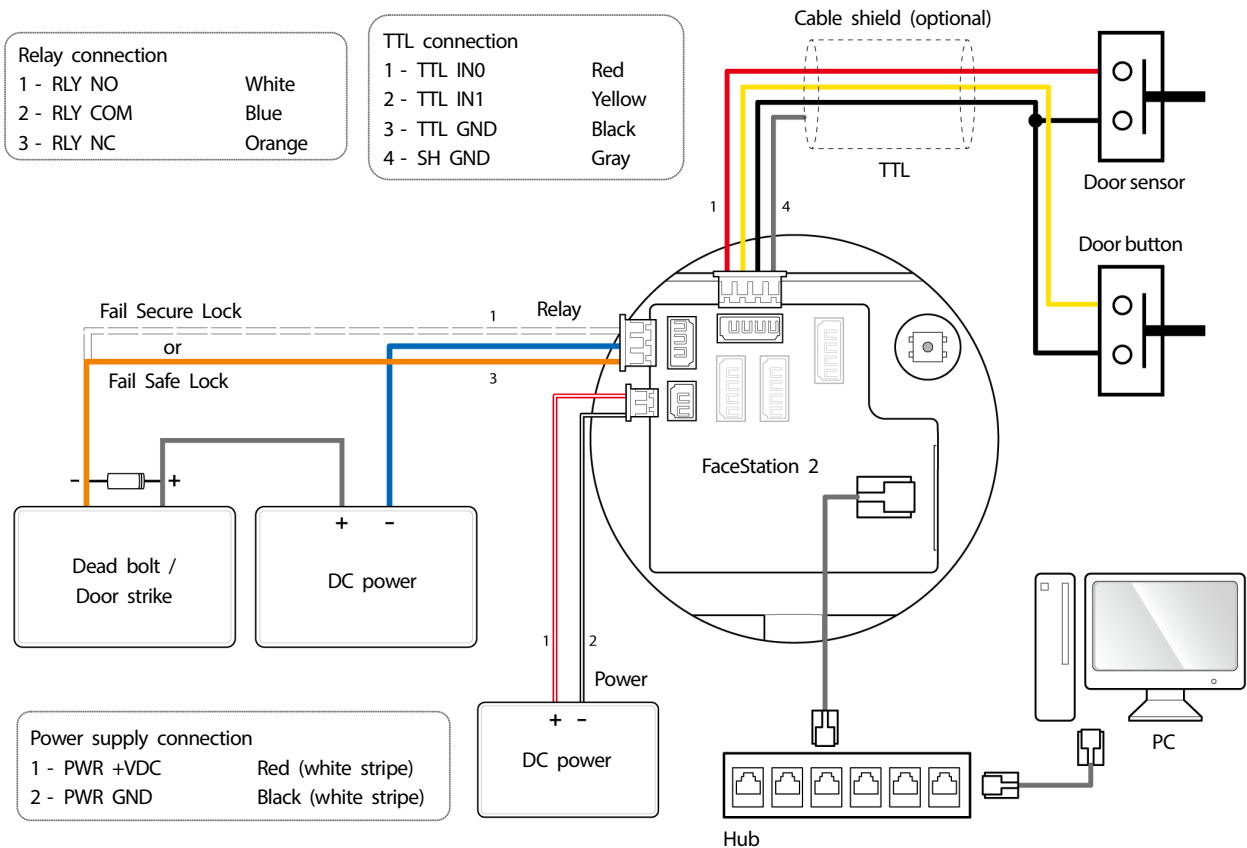 Cable shield (optional)
Relay connection
1 - RLY NO White
2 - RLY COM Blue
3 - RLY NC Orange
TTL connection
1 - TTL IN0 Red
2 - TTL IN1 Yellow
3 - TTL GND Black
4 - SH GND Gray
TTL
Door sensor
1
4
Door button
Fail Secure Lock
1
Relay
or
Fail Safe Lock
3
FaceStation 2
- +
+ -
Dead bolt /
Door strike
DC power
1
2
Power
+ -
DC power
PC
Power supply connection
1 - PWR +VDC Red (white stripe)
2 - PWR GND Black (white stripe)
Hub